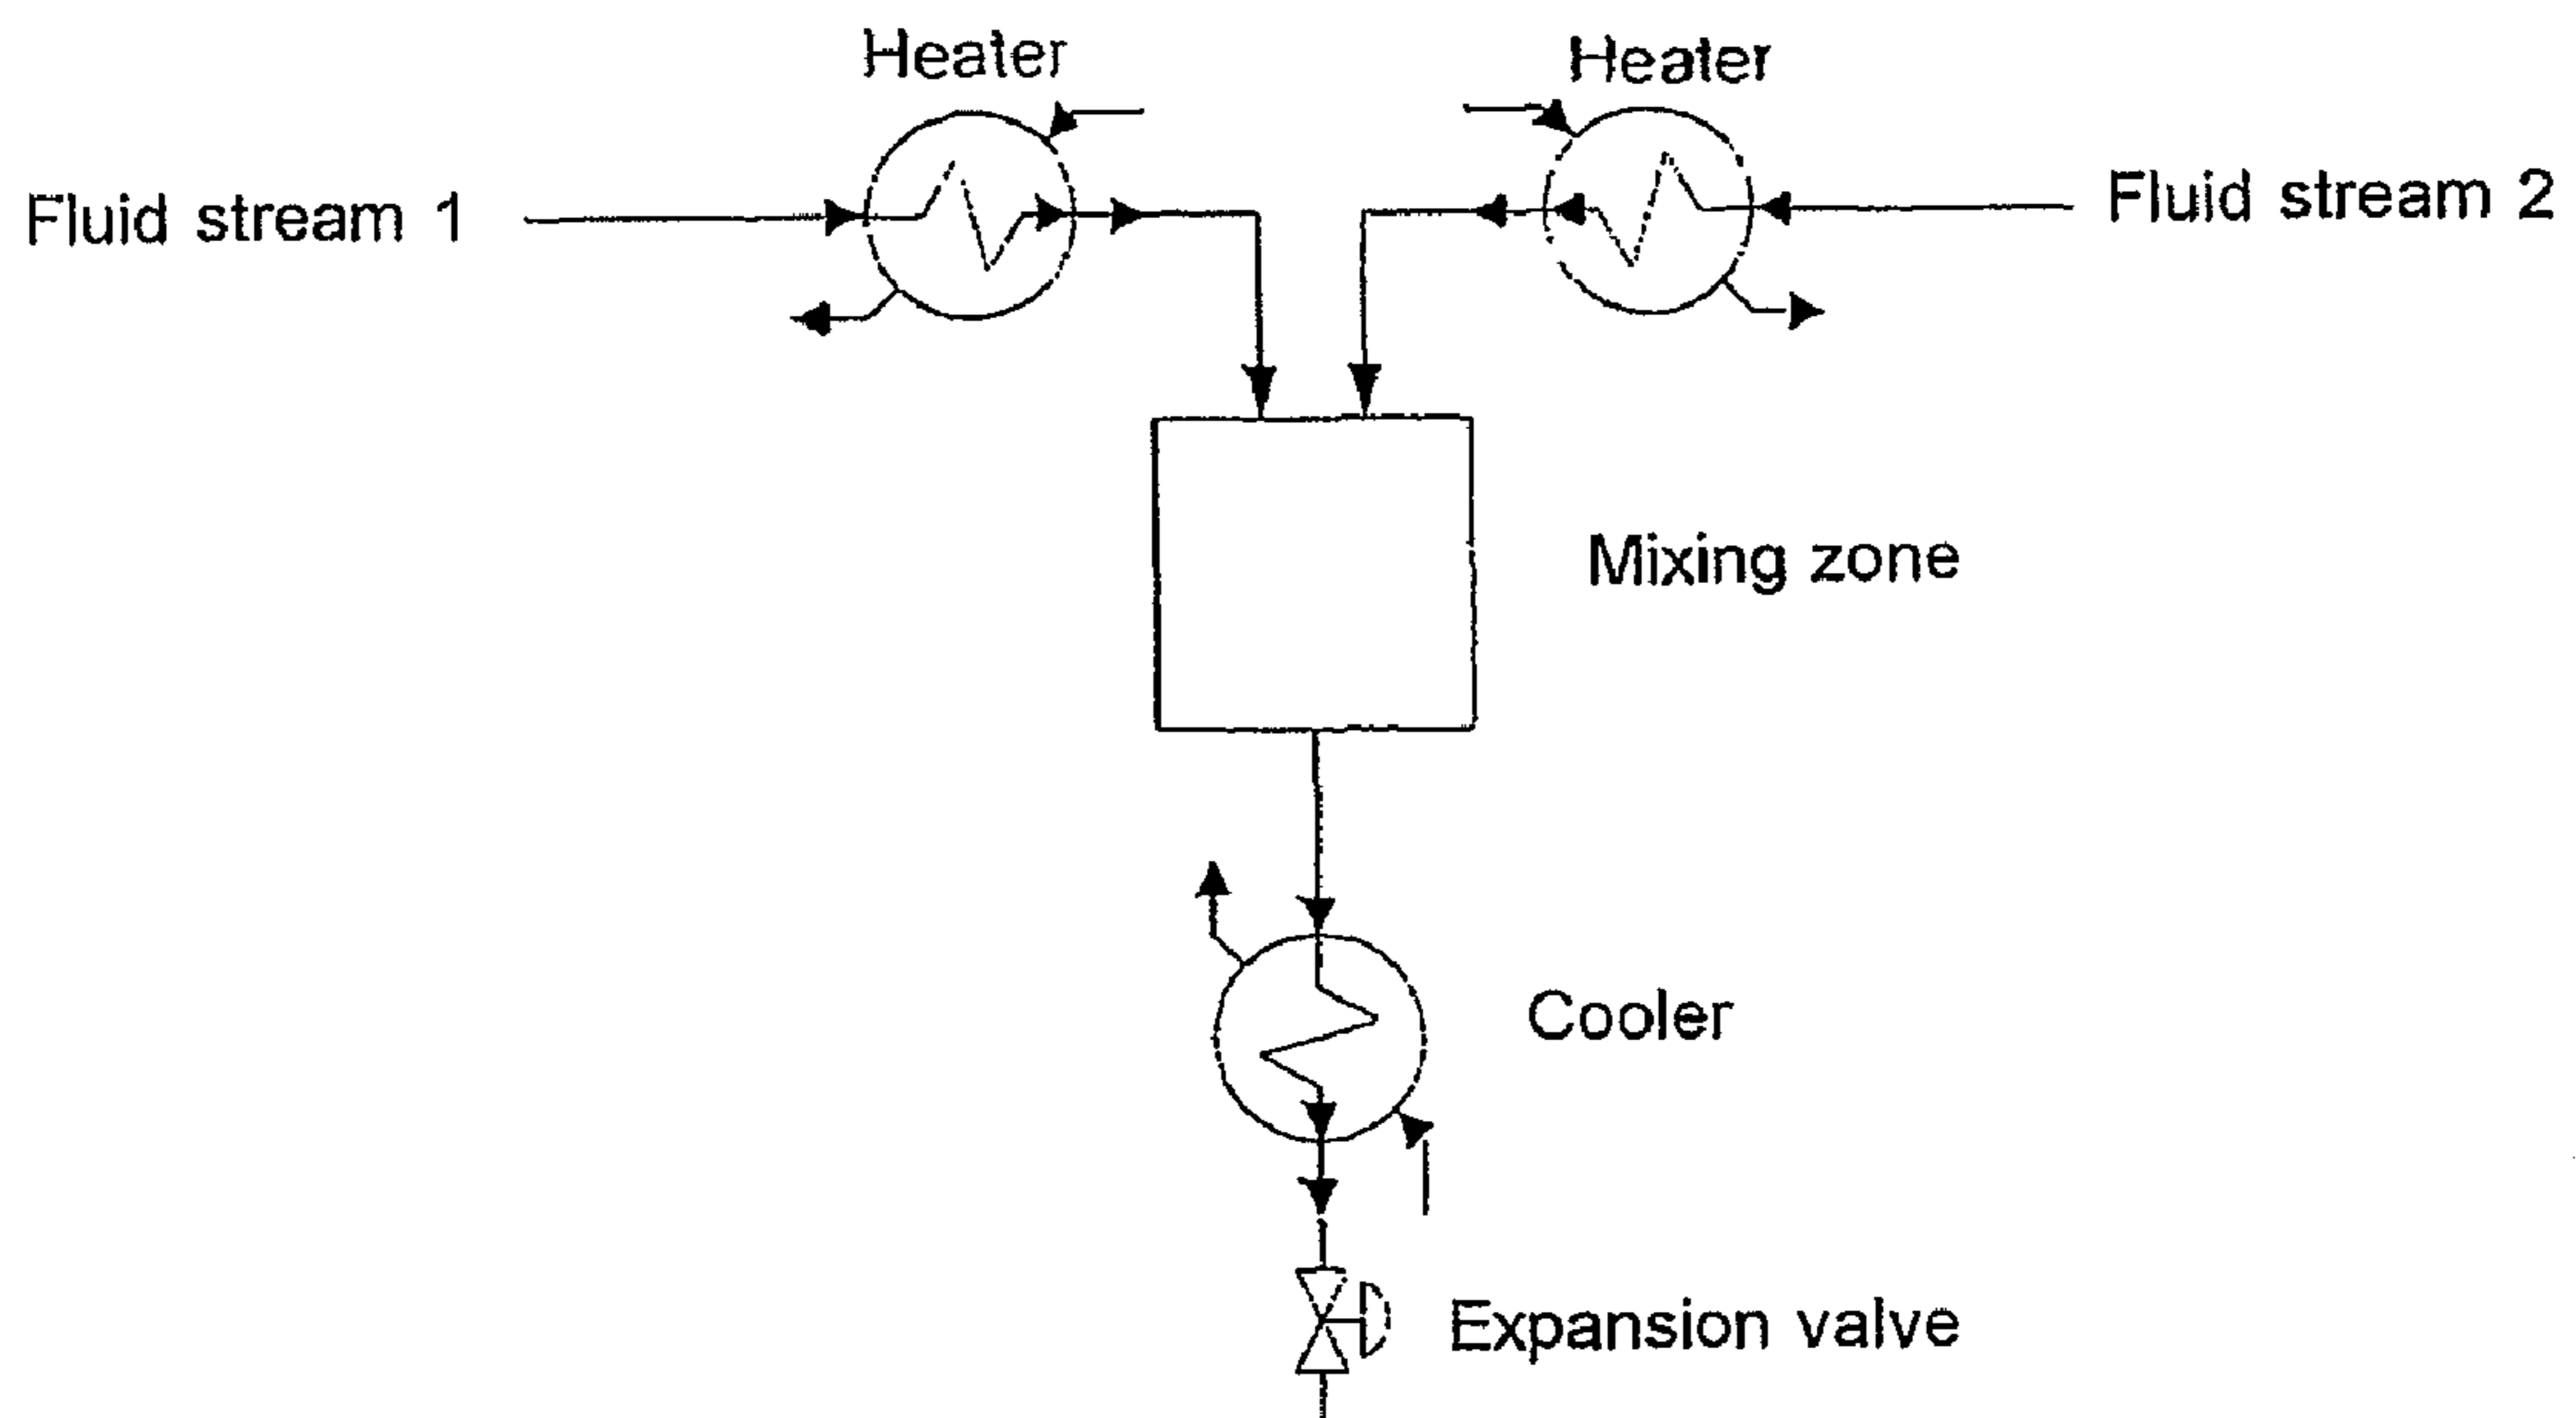 Heater
Heater
Fluid stream 1
Fluid stream 2
Mixing zone
Cooler
Expansion valve